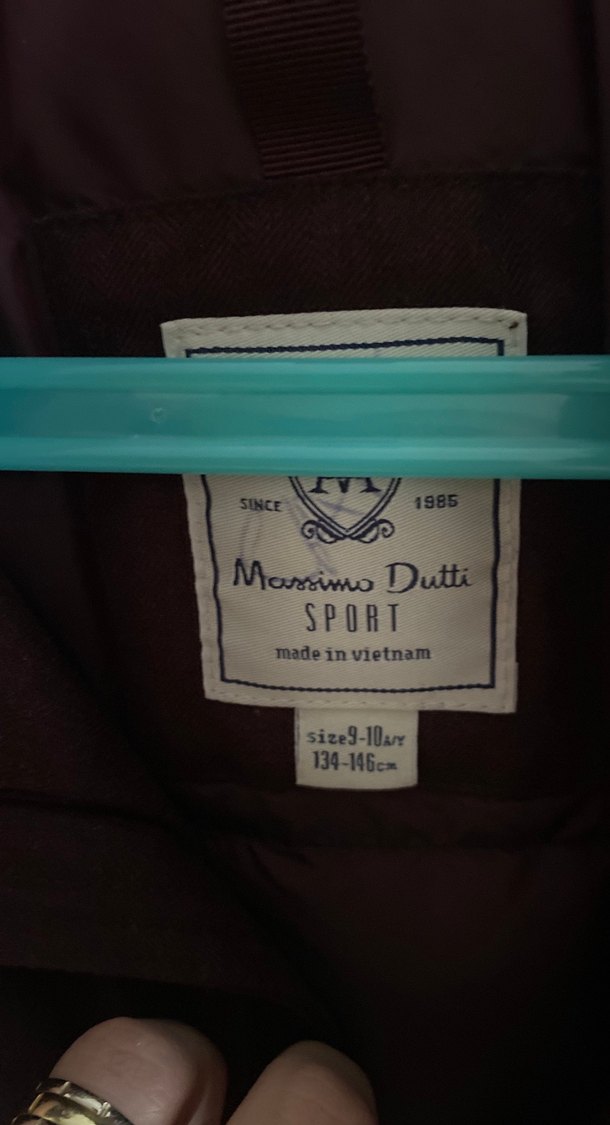 M
SINCE 1985
Massimo Dutti
SPORT
made in vietnam
size9-10A/Y
134-146cm